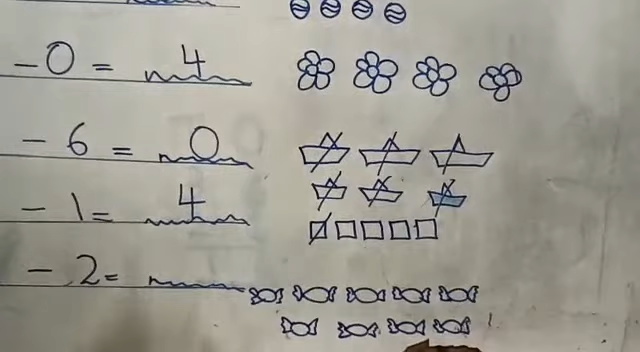 - 0 = 4
- 6 = 0
- 1 = 4
- 2 =